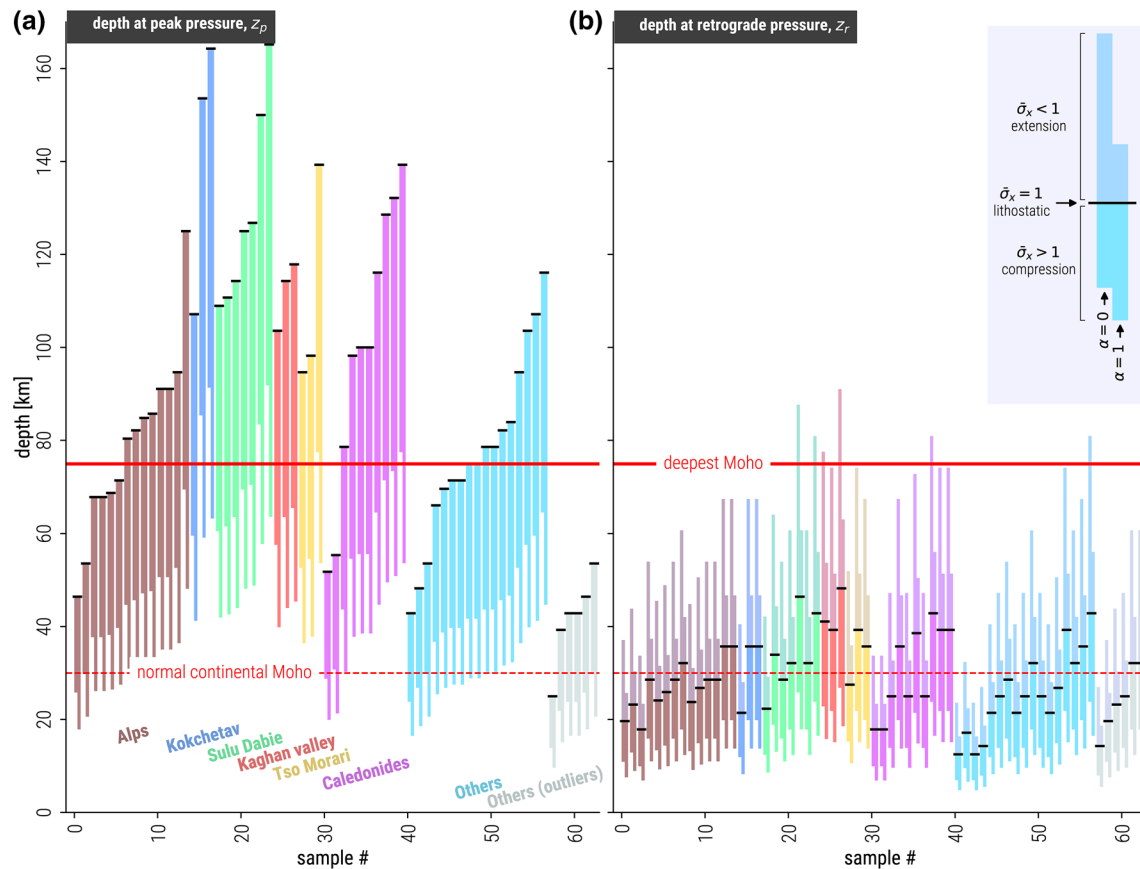 (a)
depth at peak pressure, z_p
160
140
120
100
80
60
40
20
0
depth [km]
normal continental Moho
Alps
Kokchetav
Sulu Dabie
Kaghan valley
Tso Morari
Caledonides
Others
Others (outliers)
0
10
20
30
40
50
60
sample #
(b)
depth at retrograde pressure, z_r
deepest Moho
σ̄_x < 1
extension
σ̄_x = 1
lithostatic
σ̄_x > 1
compression
α = 0
α = 1
0
10
20
30
40
50
60
sample #